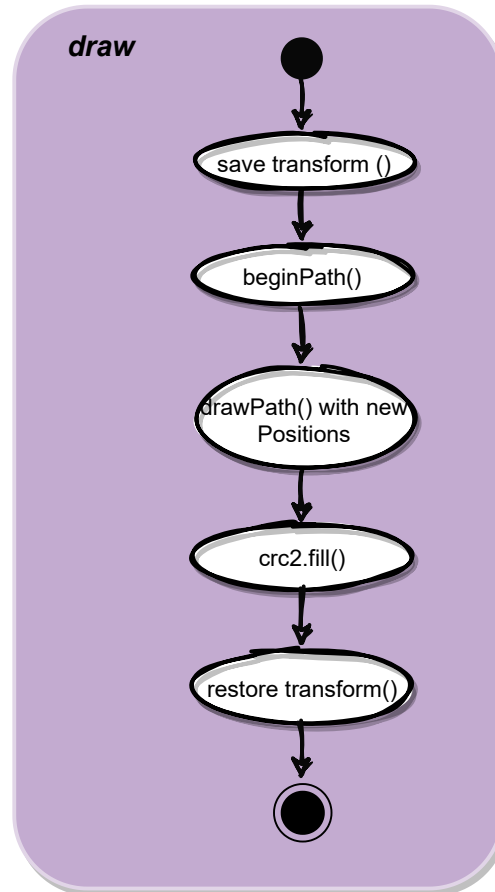 draw
save transform ()
beginPath()
drawPath() with new
Positions
crc2.fill()
restore transform()